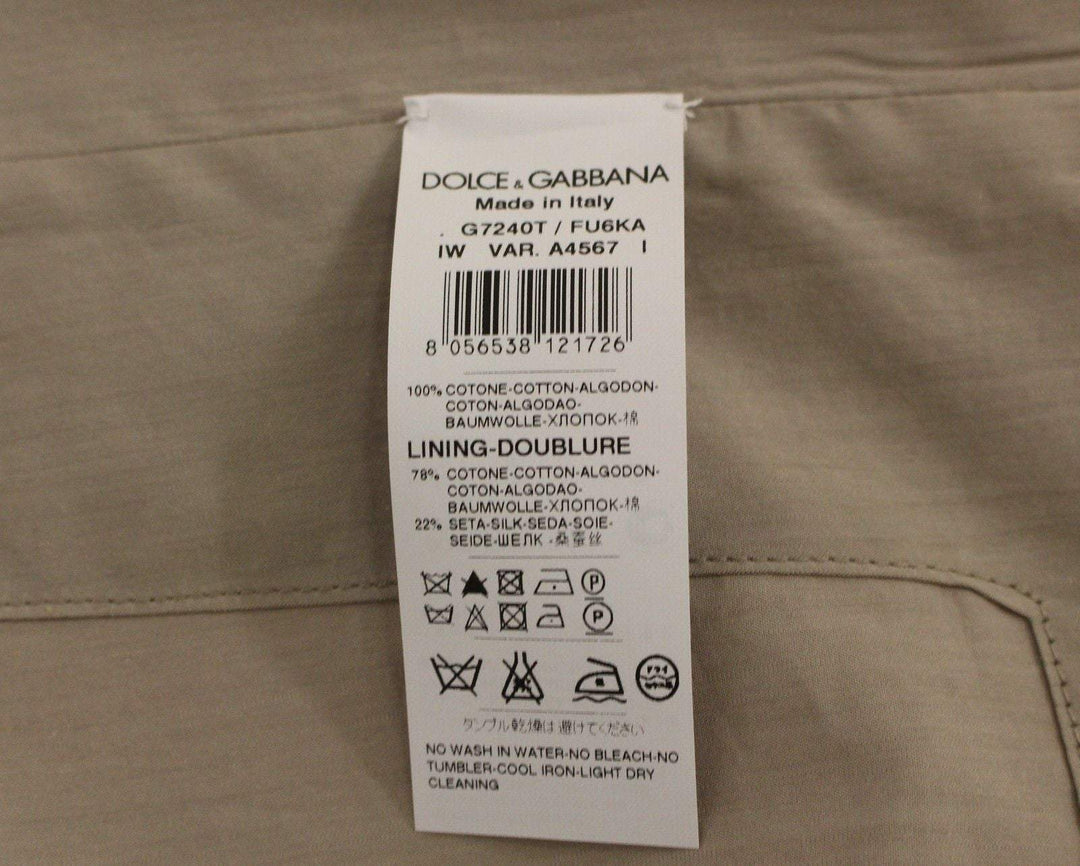 DOLCE & GABBANA
Made in Italy
G7240T / FU6KA
IW VAR. A4567 I
8 056538 121726
100% COTONE-COTTON-ALGODON-
COTON-ALGODAO-
BAUMWOLLE-ХЛОПОК-棉
LINING-DOUBLURE
78% COTONE-COTTON-ALGODON-
COTON-ALGODAO-
BAUMWOLLE-ХЛОПОК-棉
22% SETA-SILK-SEDA-SOIE-
SEIDE-ШЕЛК -桑蚕丝
P
P
ドライ
タンブル乾燥は避けてください
NO WASH IN WATER-NO BLEACH-NO
TUMBLER-COOL IRON-LIGHT DRY
CLEANING